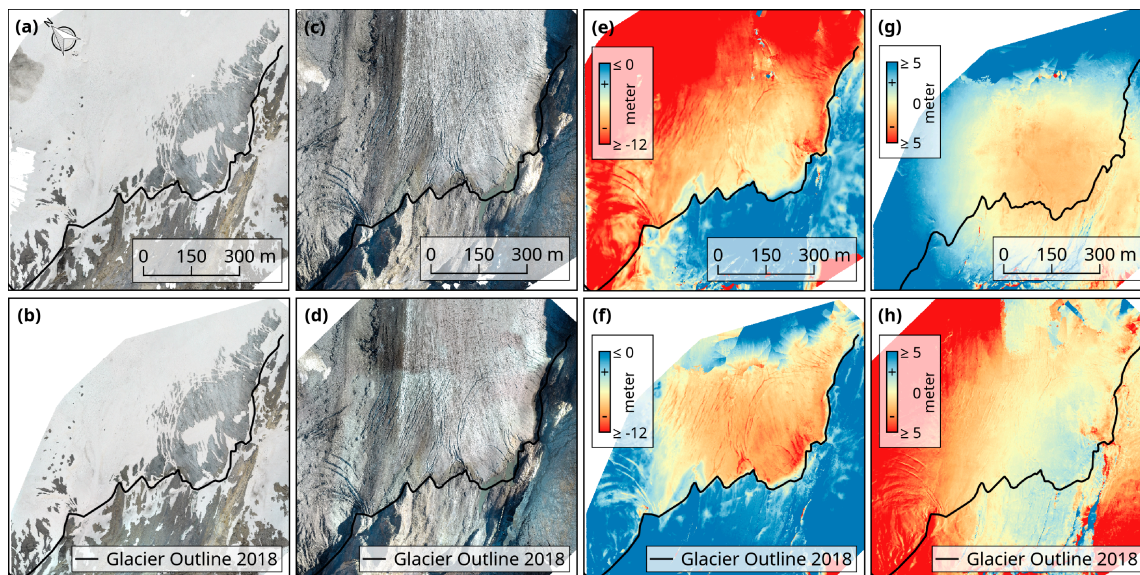 (a)
N
0 150 300 m
(c)
0 150 300 m
(e)
≤ 0
+
-
≥ -12
meter
0 150 300 m
(g)
≥ 5
+
0
-
≥ 5
meter
0 150 300 m
(b)
Glacier Outline 2018
(d)
Glacier Outline 2018
(f)
≤ 0
+
-
≥ -12
meter
Glacier Outline 2018
(h)
≥ 5
+
0
-
≥ 5
meter
Glacier Outline 2018